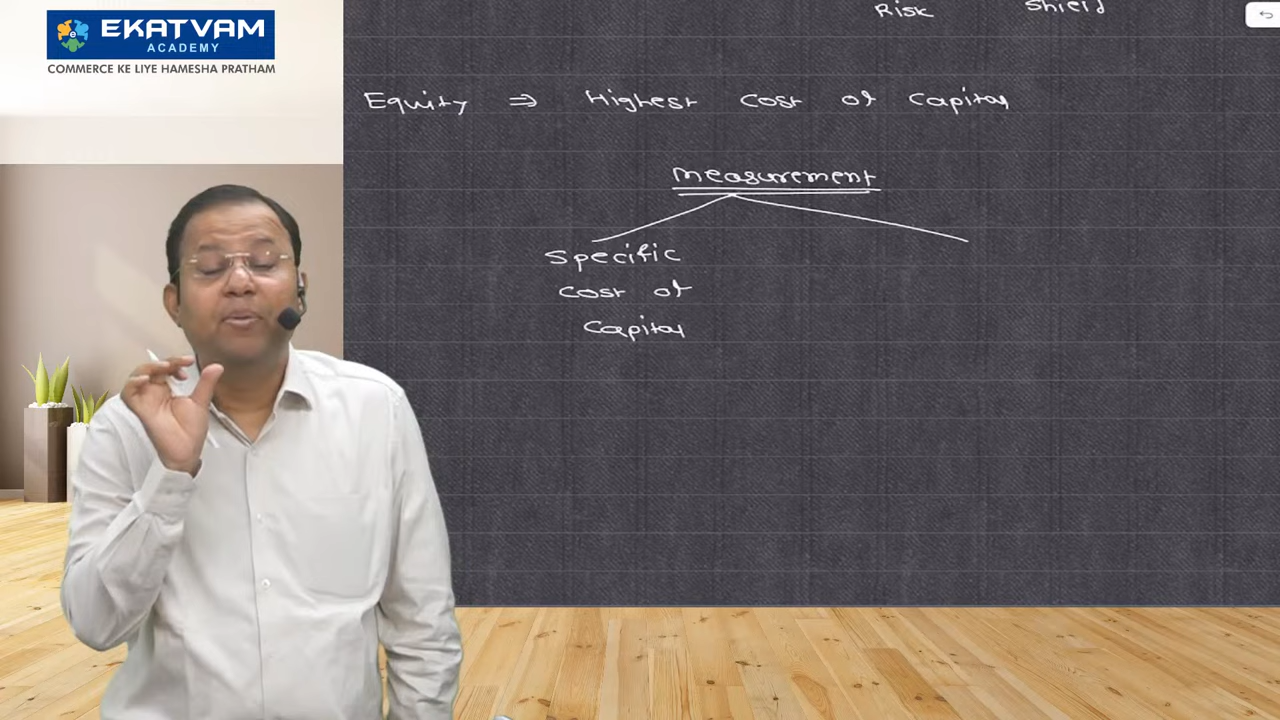 EKATVAM
ACADEMY
COMMERCE KE LIYE HAMESHA PRATHAM
Risk shield
Equity ⇒ Highest cost of capital
measurement
Specific
cost of
capital